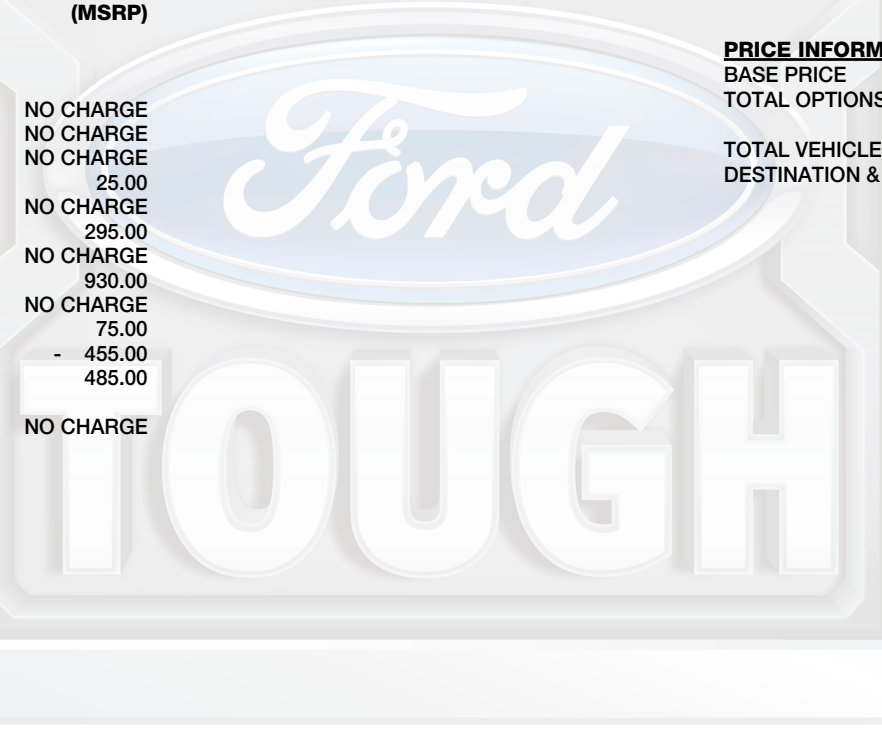 (MSRP)
NO CHARGE
NO CHARGE
NO CHARGE
25.00
NO CHARGE
295.00
NO CHARGE
930.00
NO CHARGE
75.00
- 455.00
485.00
NO CHARGE
PRICE INFORM
BASE PRICE
TOTAL OPTIONS
TOTAL VEHICLE
DESTINATION &
Ford
TOUGH